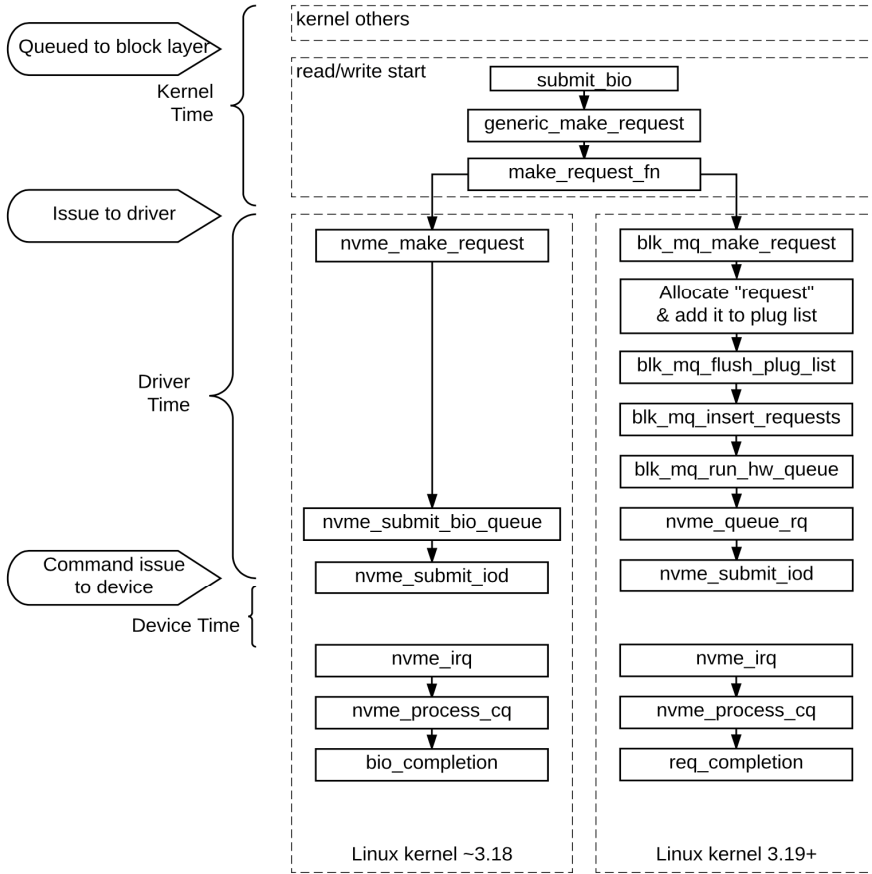 kernel others
Queued to block layer
read/write start
submit_bio
Kernel
Time
generic_make_request
make_request_fn
Issue to driver
nvme_make_request
blk_mq_make_request
Allocate "request"
& add it to plug list
blk_mq_flush_plug_list
Driver
Time
blk_mq_insert_requests
blk_mq_run_hw_queue
nvme_submit_bio_queue
nvme_queue_rq
Command issue
to device
nvme_submit_iod
nvme_submit_iod
Device Time
nvme_irq
nvme_irq
nvme_process_cq
nvme_process_cq
bio_completion
req_completion
Linux kernel ~3.18
Linux kernel 3.19+